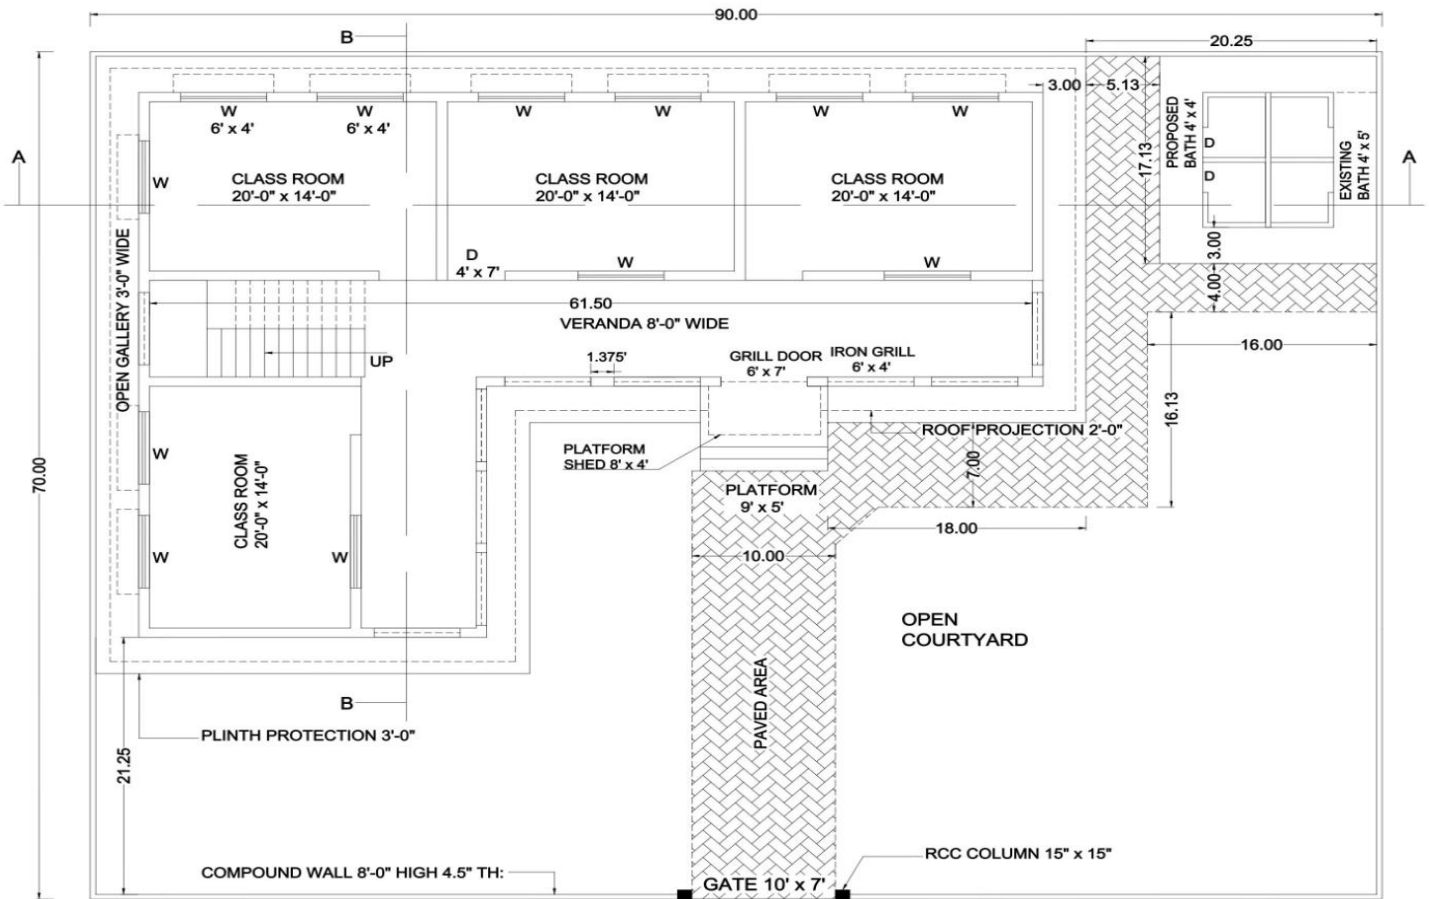 90.00
B
20.25
3.00
5.13
W
6' x 4'
W
6' x 4'
W
W
W
W
PROPOSED
BATH 4' x 4'
17.13
D
D
EXISTING
BATH 4' x 5'
A
A
W
CLASS ROOM
20'-0" x 14'-0"
CLASS ROOM
20'-0" x 14'-0"
CLASS ROOM
20'-0" x 14'-0"
D
4' x 7'
W
W
3.00
4.00
OPEN GALLERY 3'-0" WIDE
61.50
VERANDA 8'-0" WIDE
UP
1.375'
GRILL DOOR
6' x 7'
IRON GRILL
6' x 4'
16.00
16.13
ROOF PROJECTION 2'-0"
PLATFORM
SHED 8' x 4'
7.00
70.00
W
CLASS ROOM
20'-0" x 14'-0"
W
W
PLATFORM
9' x 5'
18.00
10.00
OPEN
COURTYARD
PAVED AREA
B
PLINTH PROTECTION 3'-0"
21.25
COMPOUND WALL 8'-0" HIGH 4.5" TH:
GATE 10' x 7'
RCC COLUMN 15" x 15"